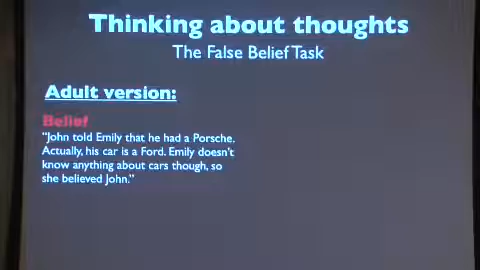 Thinking about thoughts
The False Belief Task
Adult version:
Belief
"John told Emily that he had a Porsche.
Actually, his car is a Ford. Emily doesn't
know anything about cars though, so
she believed John."